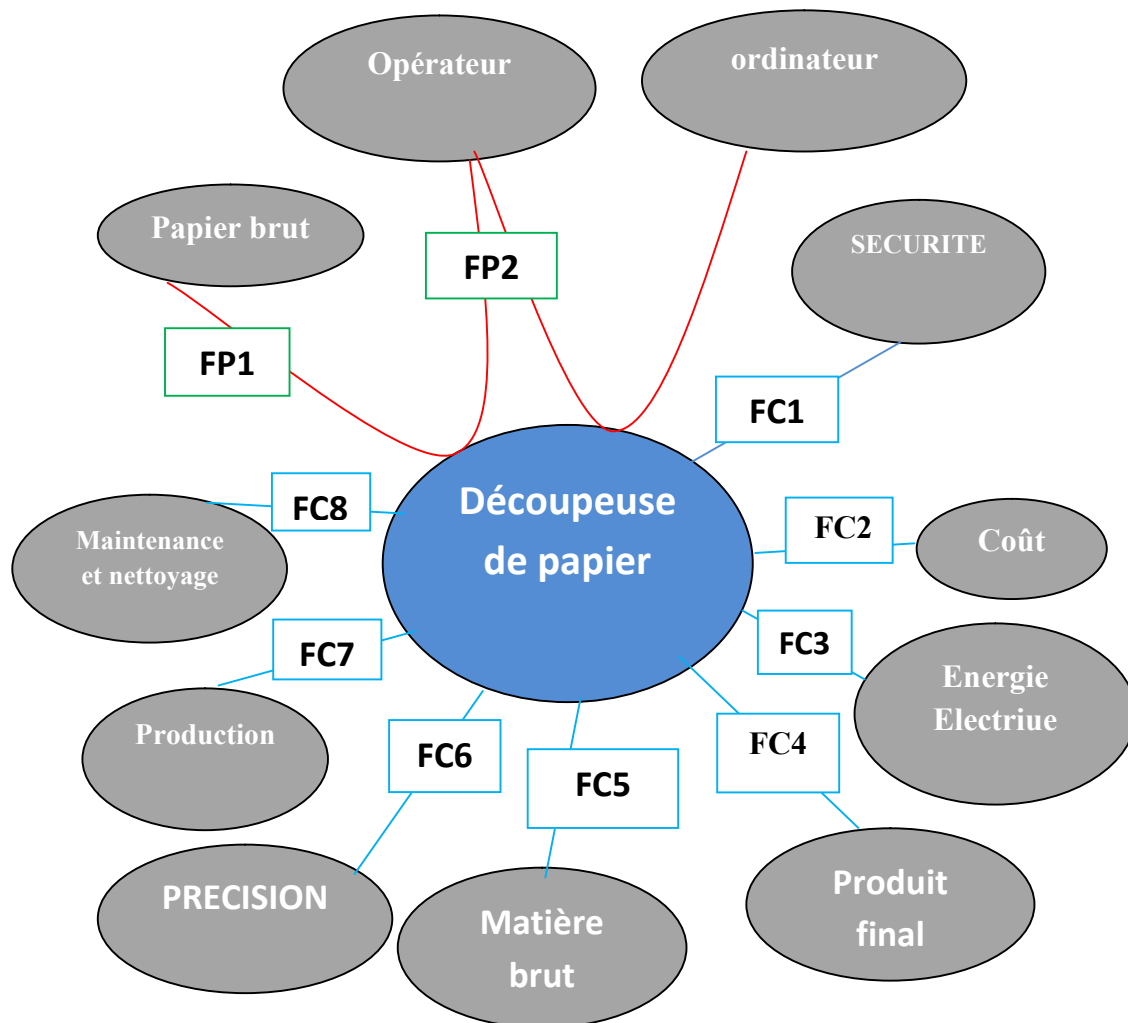 Opérateur
ordinateur
Papier brut
SECURITE
FP2
FP1
FC1
Découpeuse
de papier
FC8
FC2
Coût
Maintenance
et nettoyage
FC7
FC3
Energie
Electriue
Production
FC6
FC4
FC5
PRECISION
Produit
final
Matière
brut